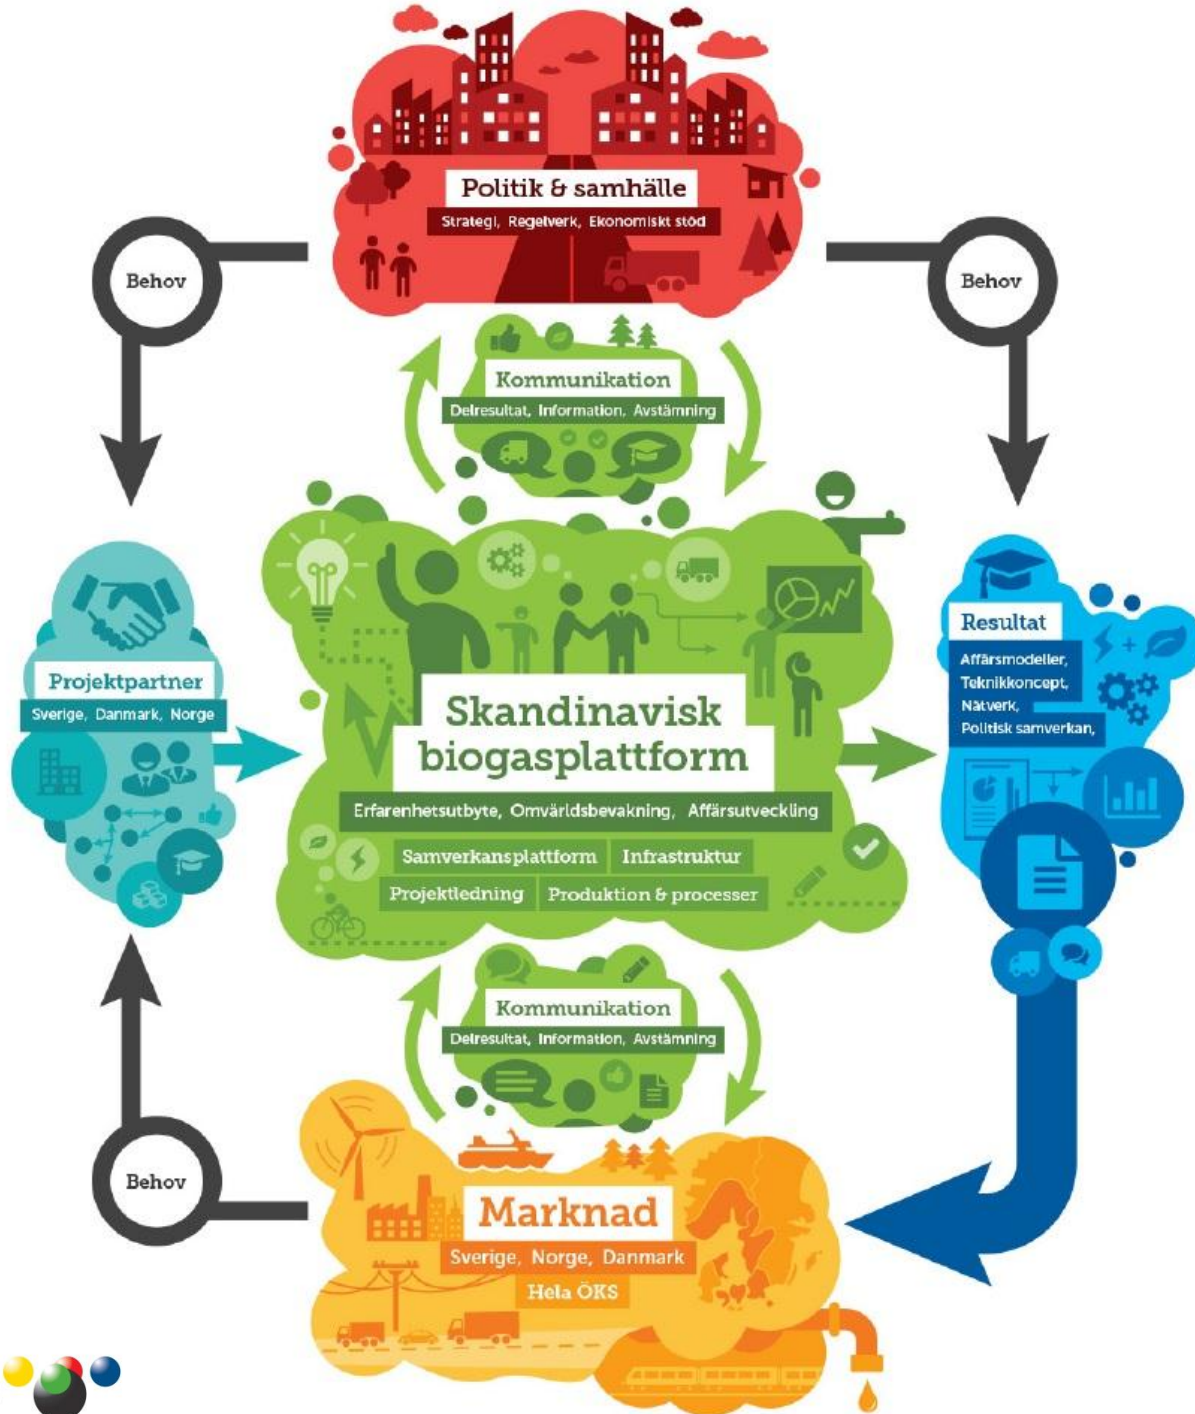 Politik & samhälle
Strategi, Regelverk, Ekonomiskt stöd
Behov
Behov
Kommunikation
Delresultat, Information, Avstämning
Projektpartner
Sverige, Danmark, Norge
Skandinavisk
biogasplattform
Erfarenhetsutbyte, Omvärldsbevakning, Affärsutveckling
Samverkansplattform
Infrastruktur
Projektledning
Produktion & processer
Resultat
Affärsmodeller,
Teknikkoncept,
Nätverk,
Politisk samverkan,
Kommunikation
Delresultat, Information, Avstämning
Behov
Marknad
Sverige, Norge, Danmark
Hela ÖKS